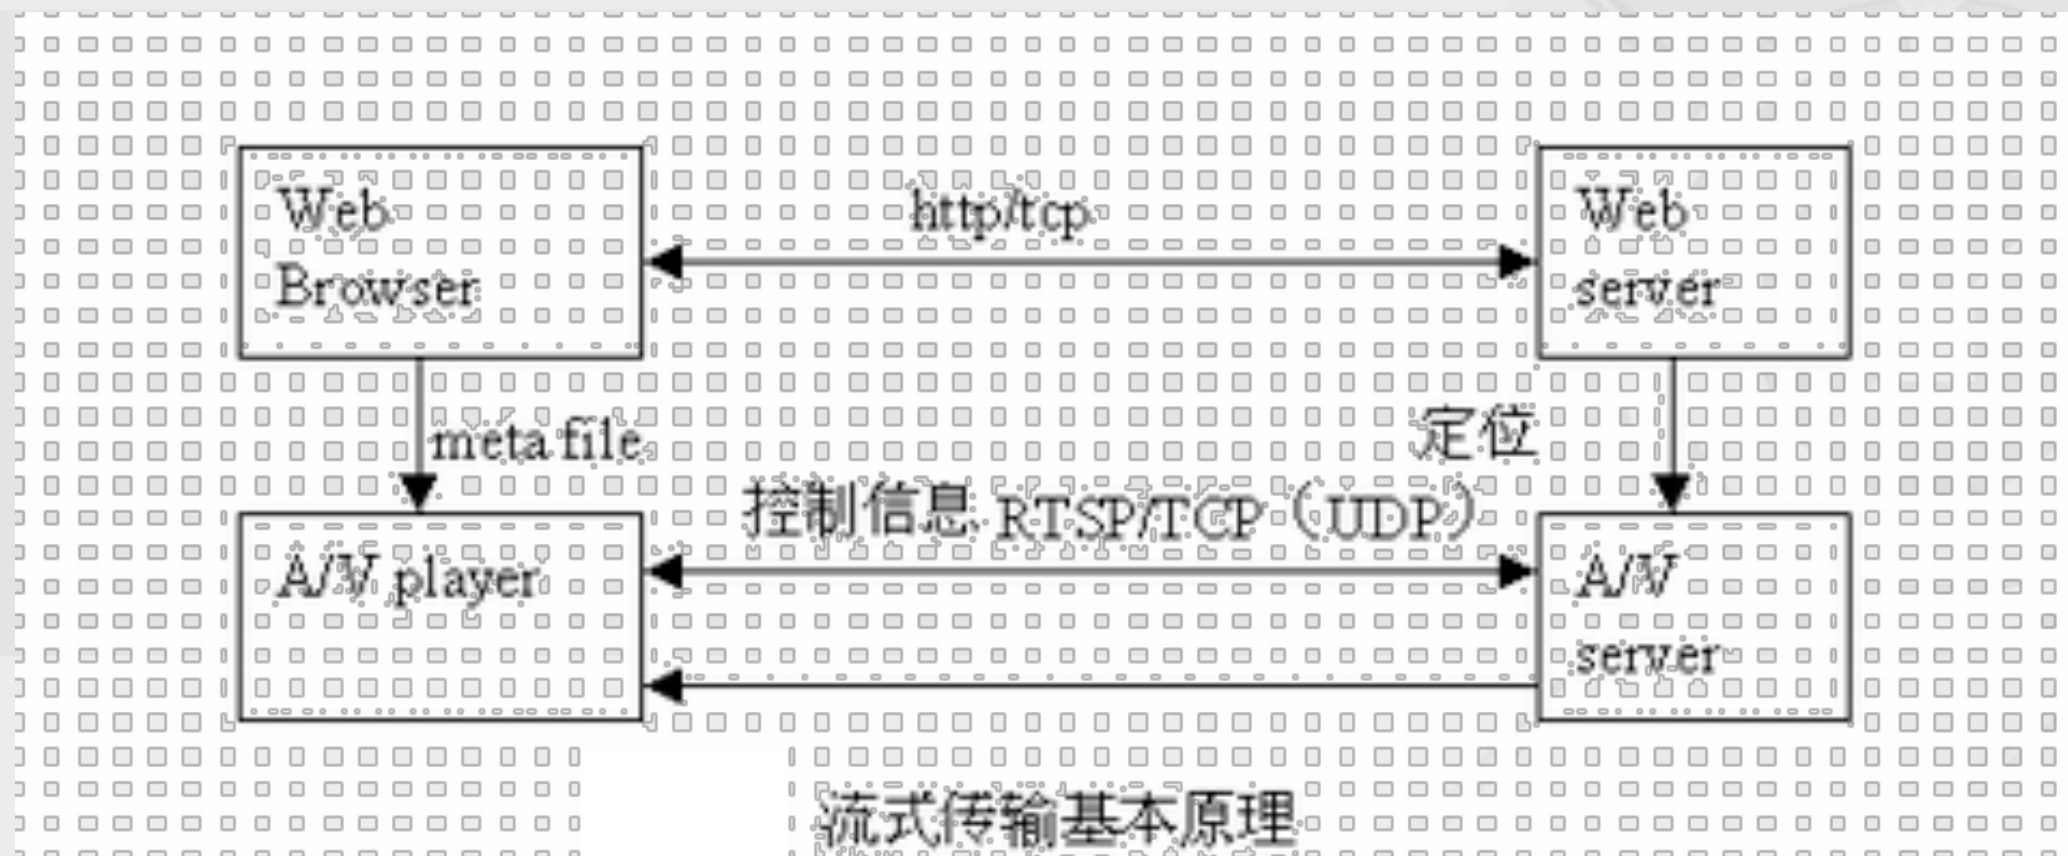 Web
Browser
http/tcp
Web
server
meta file
定位
控制信息 RTSP/TCP（UDP）
A/V player
A/V
server
流式传输基本原理